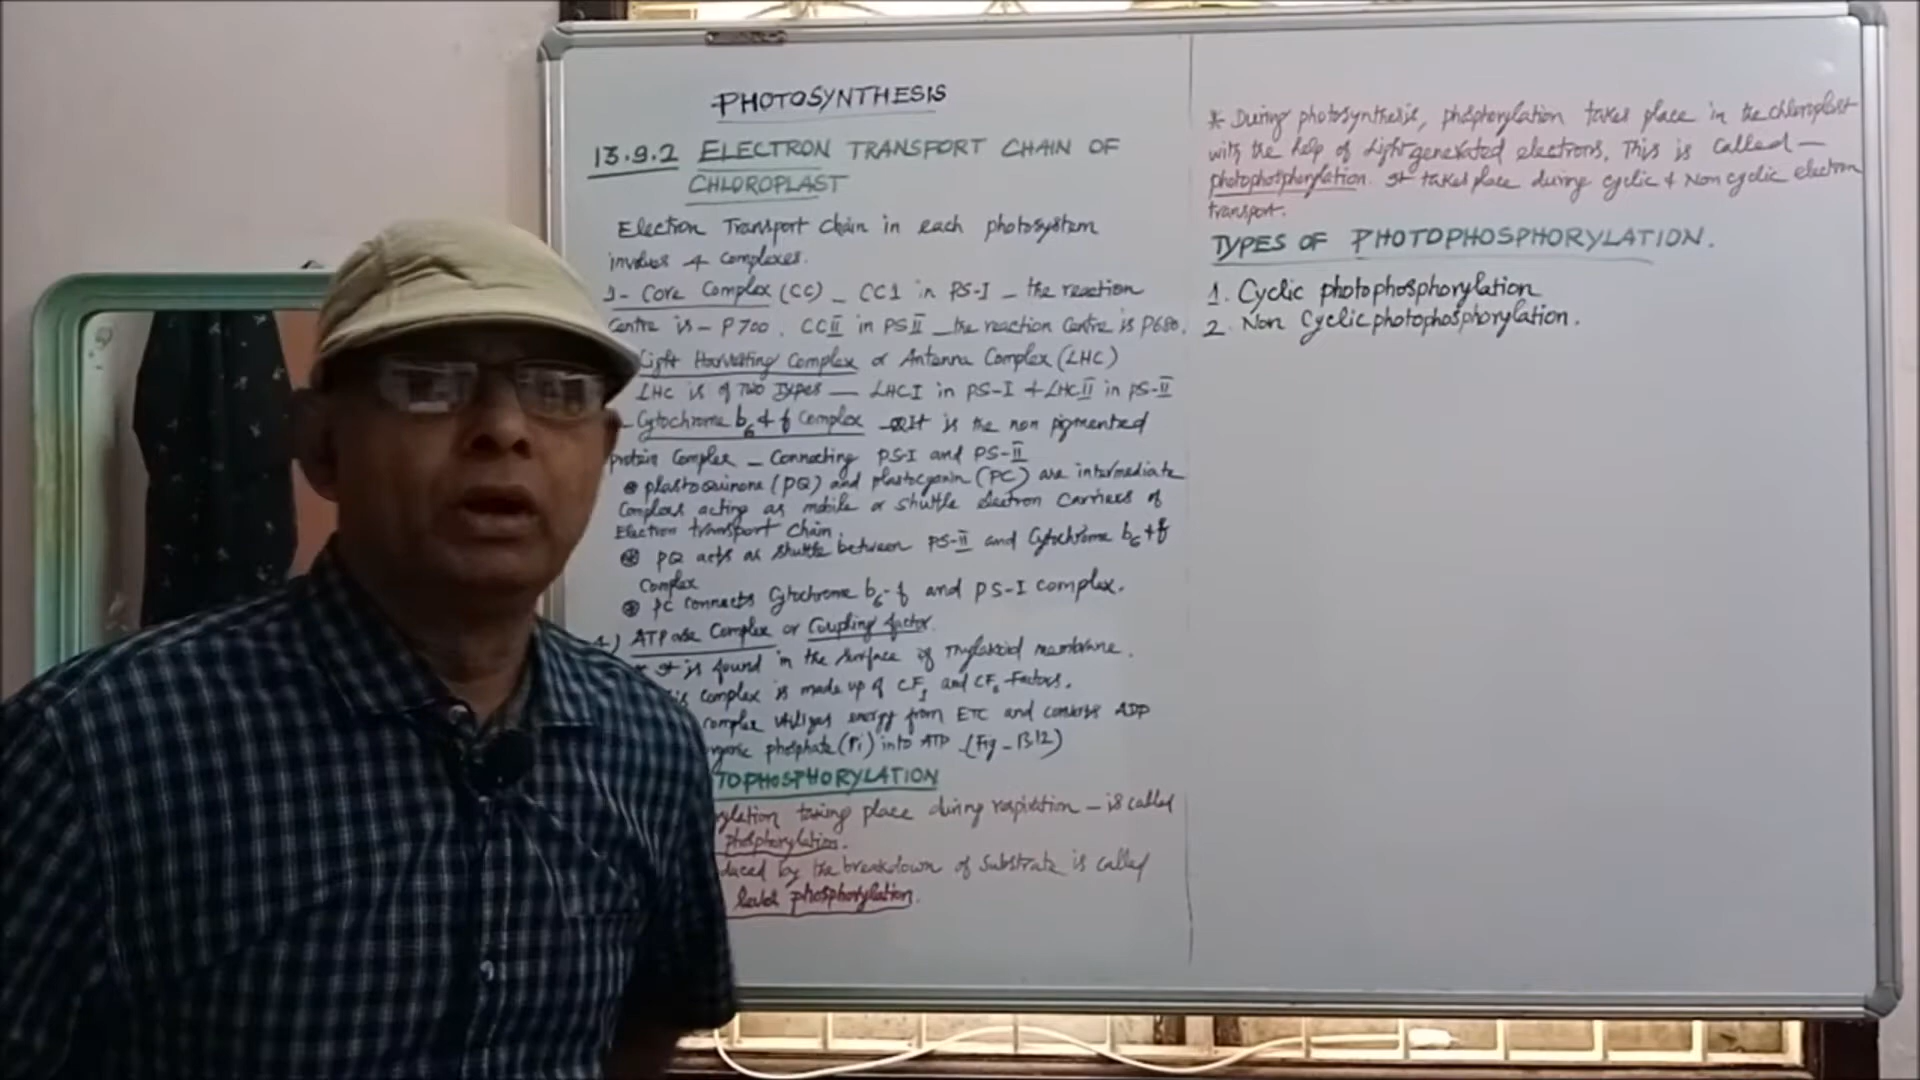 PHOTOSYNTHESIS
13.9.2 ELECTRON TRANSPORT CHAIN OF
CHLOROPLAST
Electron Transport Chain in each photosystem
involves 4 complexes.
1- Core Complex (CC) - CC1 in PS-I - the reaction
Centre is - P700. CCII in PSII - the reaction Centre is P680.
Light Harvesting Complex or Antenna Complex (LHC)
LHC is of Two Types - LHCI in PS-I & LHCII in PS-II
Cytochrome b6 & f Complex - It is the non pigmented
protein Complex - Connecting PS-I and PS-II
plastoquinone (PQ) and plastocyanin (PC) are intermediate
acting as mobile or shuttle electron Carriers of
Electron transport chain.
PQ acts as shuttle between PS-II and Cytochrome b6 & f
Complex
PC connects Cytochrome b6-f and PS-I complex.
4.) ATPase Complex or Coupling factor.
* It is found in the surface of Thylakoid membrane.
complex is made up of CF1 and CF0 Factors.
complex utilizes energy from ETC and converts ADP
phosphate (Pi) into ATP (Fig - 13.12)
TOPHOSPHORYLATION
taking place during respiration - is called
phosphorylation.
by the breakdown of Substrate is called
level phosphorylation.
* During photosynthesis, phosphorylation takes place in the chloroplast
with the help of light generated electrons. This is called -
photophosphorylation. It takes place during cyclic & Non cyclic electron
transport.
TYPES OF PHOTOPHOSPHORYLATION.
1. Cyclic photophosphorylation
2. Non Cyclic photophosphorylation.